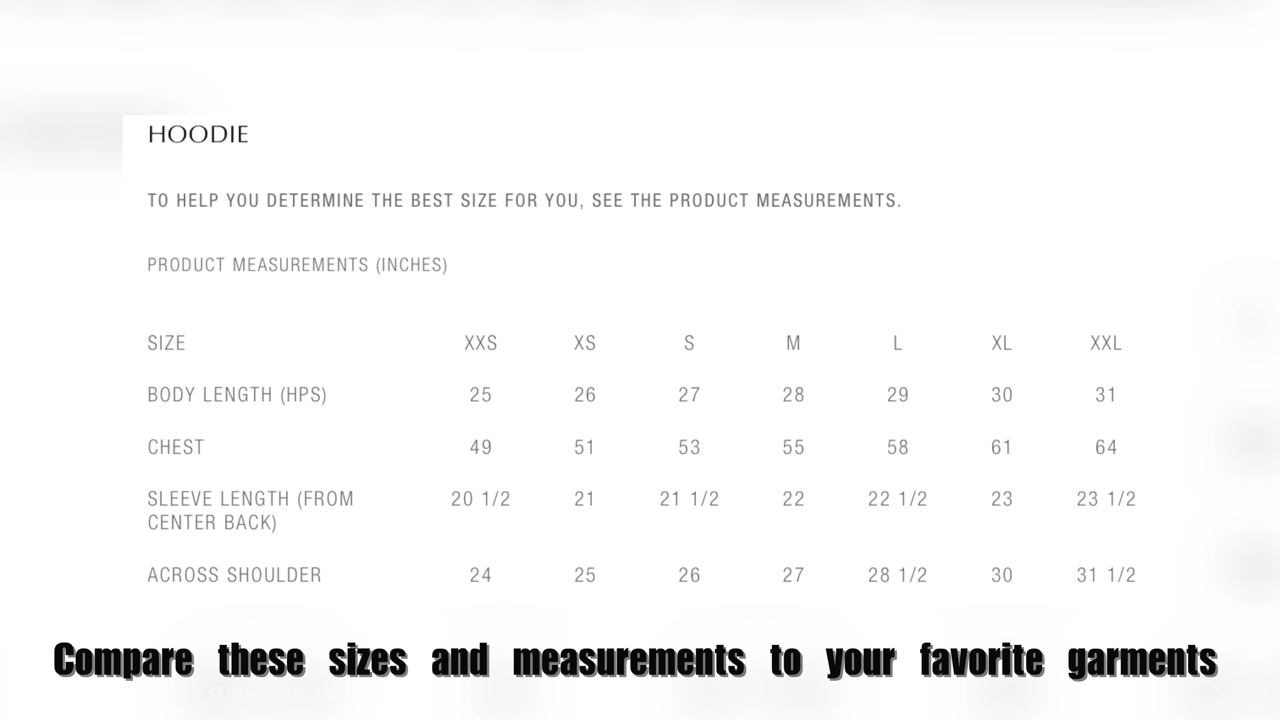 HOODIE
TO HELP YOU DETERMINE THE BEST SIZE FOR YOU, SEE THE PRODUCT MEASUREMENTS.
PRODUCT MEASUREMENTS (INCHES)
SIZE XXS XS S M L XL XXL
BODY LENGTH (HPS) 25 26 27 28 29 30 31
CHEST 49 51 53 55 58 61 64
SLEEVE LENGTH (FROM 20 1/2 21 21 1/2 22 22 1/2 23 23 1/2
CENTER BACK)
ACROSS SHOULDER 24 25 26 27 28 1/2 30 31 1/2
Compare these sizes and measurements to your favorite garments